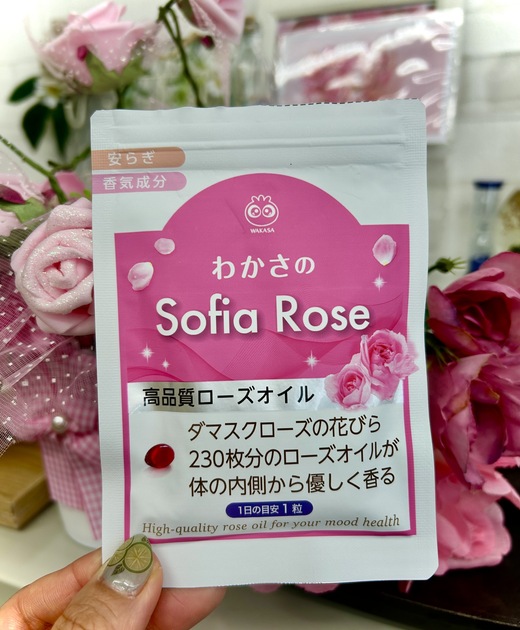 安らぎ
香気成分
WAKASA
わかさの
Sofia Rose
高品質ローズオイル
ダマスクローズの花びら
230枚分のローズオイルが
体の内側から優しく香る
1日の目安 1粒
High-quality rose oil for your mood health